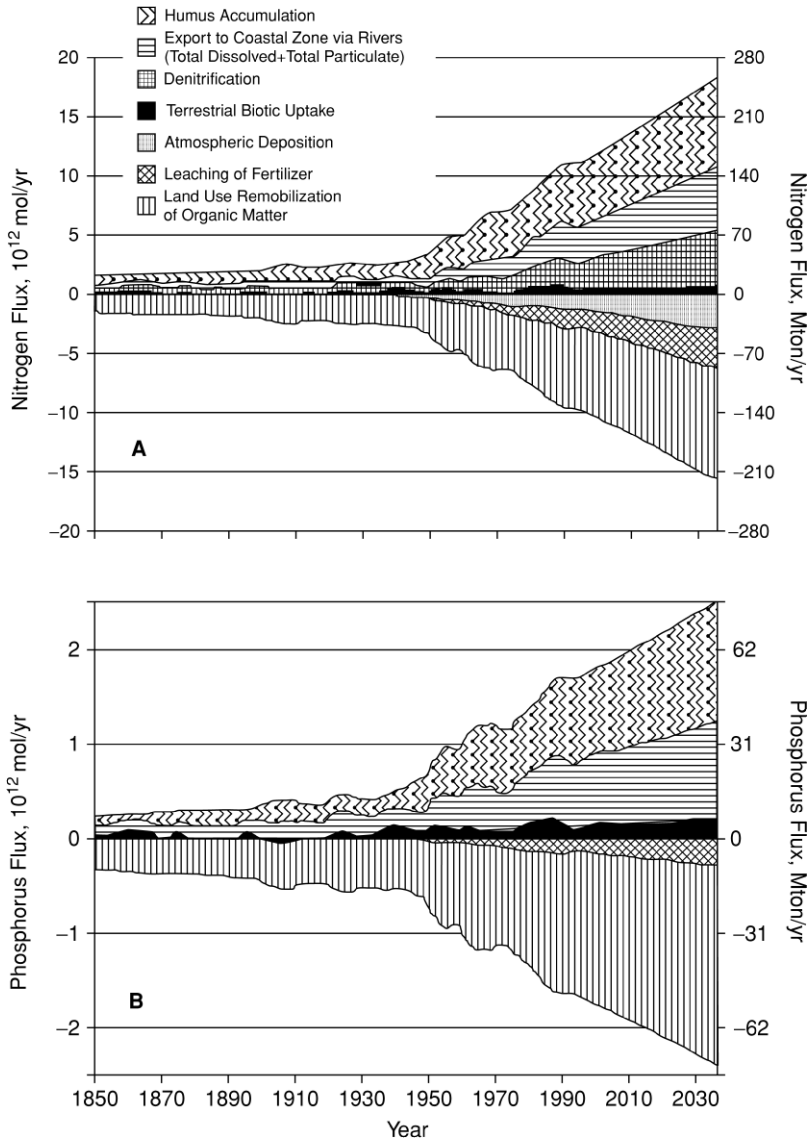 Humus Accumulation
Export to Coastal Zone via Rivers
(Total Dissolved+Total Particulate)
Denitrification
Terrestrial Biotic Uptake
Atmospheric Deposition
Leaching of Fertilizer
Land Use Remobilization
of Organic Matter
20
15
10
5
0
−5
−10
−15
−20
Nitrogen Flux, 10¹² mol/yr
280
210
140
70
0
−70
−140
−210
−280
Nitrogen Flux, Mton/yr
A
2
1
0
−1
−2
Phosphorus Flux, 10¹² mol/yr
62
31
0
−31
−62
Phosphorus Flux, Mton/yr
B
1850 1870 1890 1910 1930 1950 1970 1990 2010 2030
Year